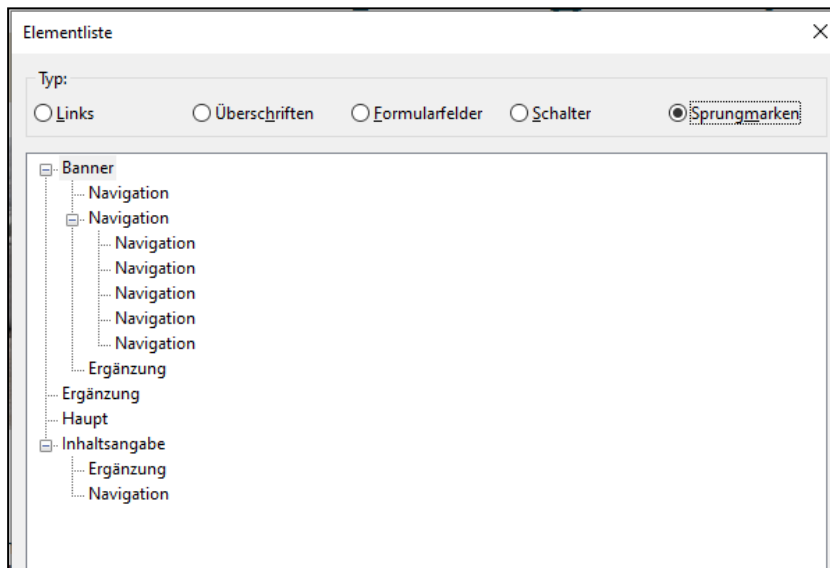 Elementliste
Typ:
Links Überschriften Formularfelder Schalter Sprungmarken
Banner
Navigation
Navigation
Navigation
Navigation
Navigation
Navigation
Navigation
Ergänzung
Ergänzung
Haupt
Inhaltsangabe
Ergänzung
Navigation